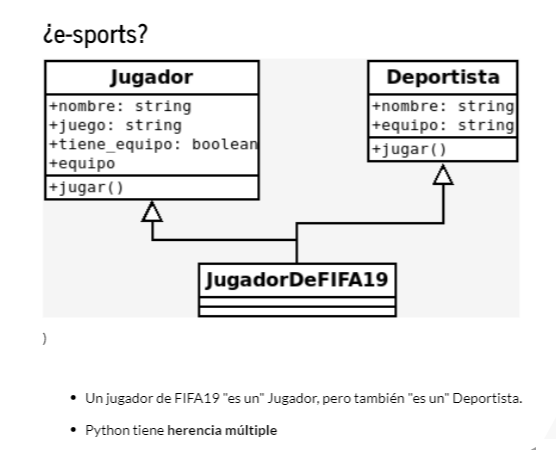 ¿e-sports?
Jugador
+nombre: string
+juego: string
+tiene_equipo: boolean
+equipo
+jugar()
Deportista
+nombre: string
+equipo: string
+jugar()
JugadorDeFIFA19
)
• Un jugador de FIFA19 "es un" Jugador, pero también "es un" Deportista.
• Python tiene herencia múltiple